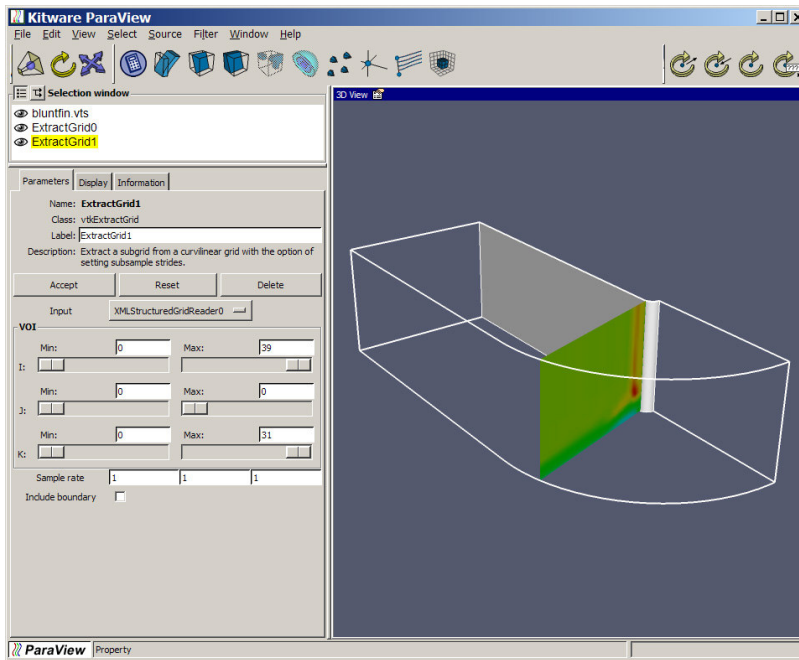 Kitware ParaView
File Edit View Select Source Filter Window Help
Selection window
3D View
bluntfin.vts
ExtractGrid0
ExtractGrid1
Parameters Display Information
Name: ExtractGrid1
Class: vtkExtractGrid
Label: ExtractGrid1
Description: Extract a subgrid from a curvilinear grid with the option of
setting subsample strides.
Accept Reset Delete
Input XMLStructuredGridReader0
VOI
Min: 0 Max: 39
I:
Min: 0 Max: 0
J:
Min: 0 Max: 31
K:
Sample rate 1 1 1
Include boundary
ParaView Property